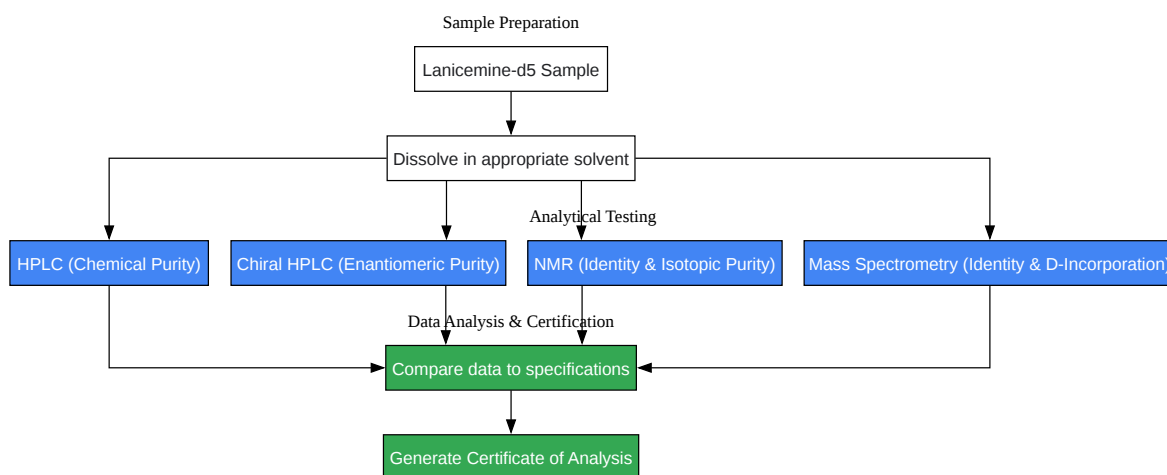 Sample Preparation
Lanicemine-d5 Sample
Dissolve in appropriate solvent
Analytical Testing
HPLC (Chemical Purity)
Chiral HPLC (Enantiomeric Purity)
NMR (Identity & Isotopic Purity)
Mass Spectrometry (Identity & D-Incorporation)
Data Analysis & Certification
Compare data to specifications
Generate Certificate of Analysis